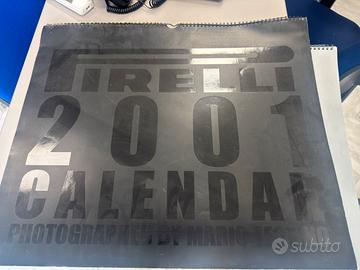 PIRELLI
2001
CALENDAR
PHOTOGRAPHED BY MARIO
subito